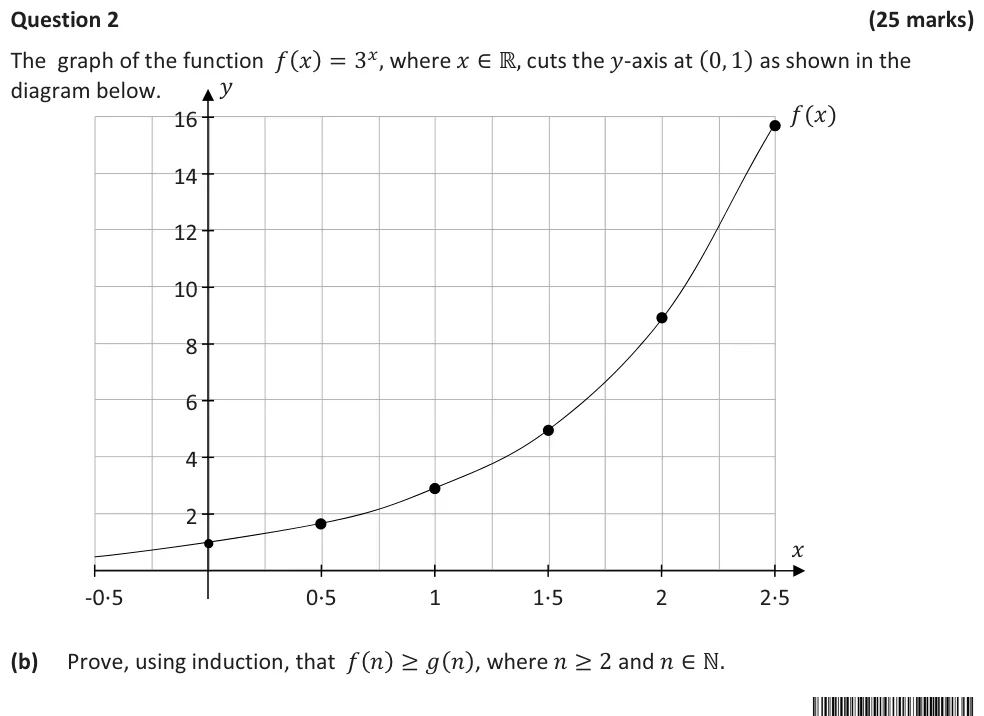 Question 2 (25 marks)
The graph of the function f(x) = 3ˣ, where x ∈ ℝ, cuts the y-axis at (0, 1) as shown in the
diagram below.
y
f(x)
16
14
12
10
8
6
4
2
x
-0·5 0·5 1 1·5 2 2·5
(b) Prove, using induction, that f(n) ≥ g(n), where n ≥ 2 and n ∈ ℕ.